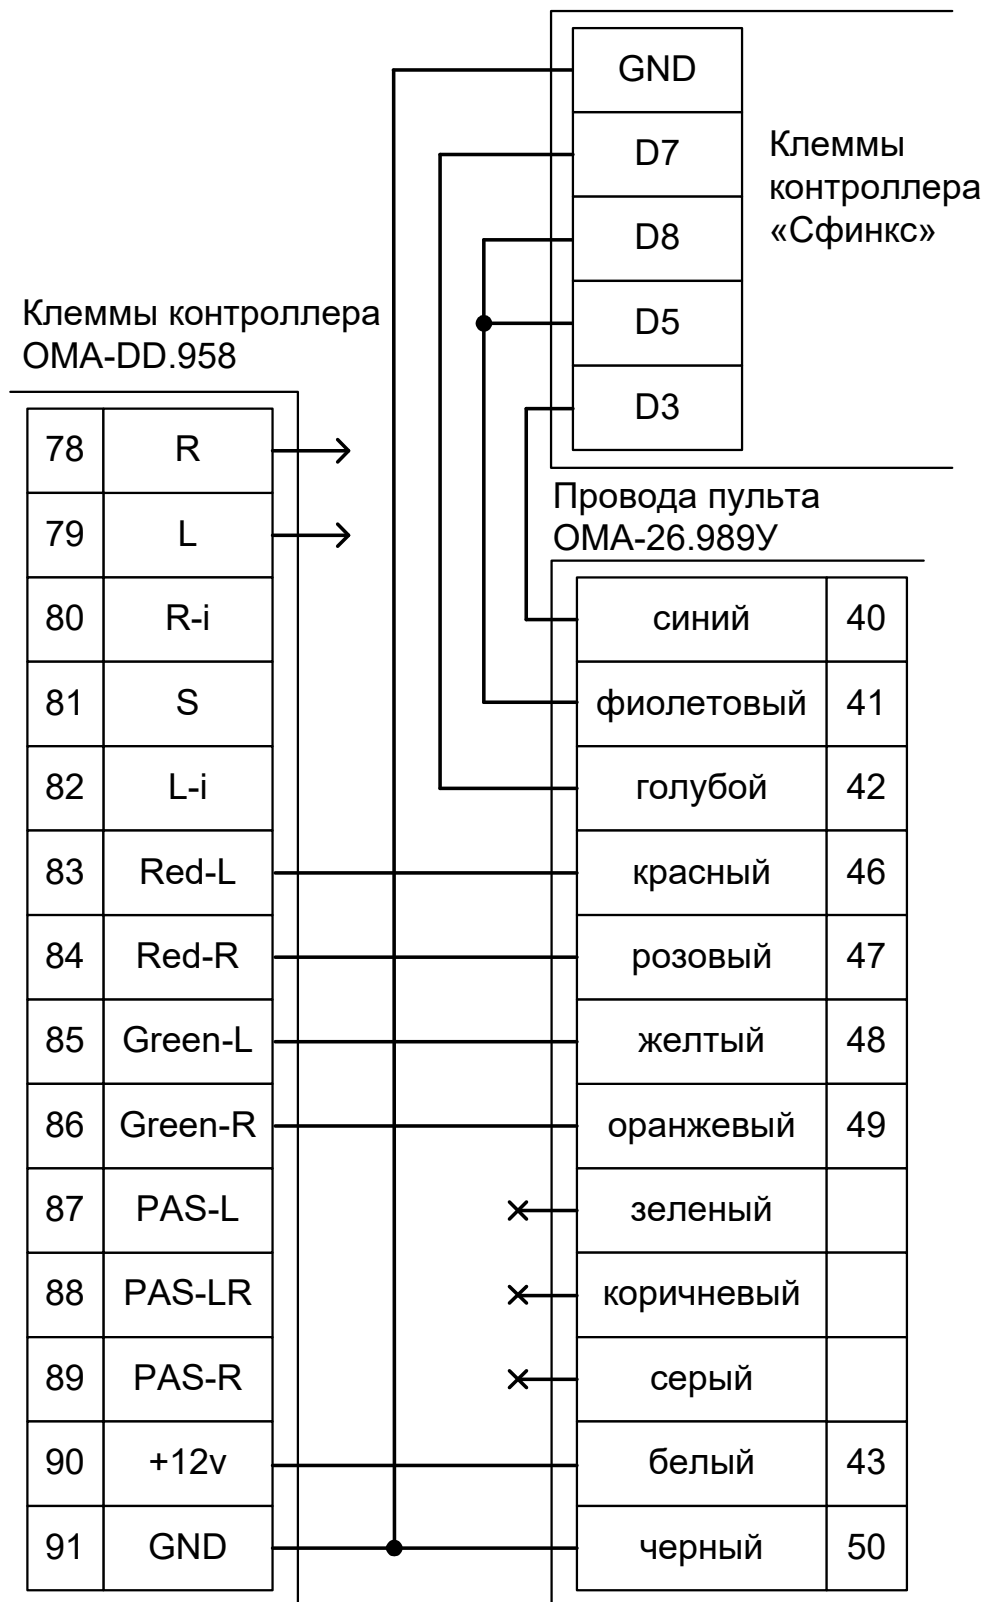 GND
D7
D8
D5
D3
Клеммы
контроллера
«Сфинкс»
Клеммы контроллера
OMA-DD.958
78 R
79 L
80 R-i
81 S
82 L-i
83 Red-L
84 Red-R
85 Green-L
86 Green-R
87 PAS-L
88 PAS-LR
89 PAS-R
90 +12v
91 GND
Провода пульта
ОМА-26.989У
синий 40
фиолетовый 41
голубой 42
красный 46
розовый 47
желтый 48
оранжевый 49
зеленый
коричневый
серый
белый 43
черный 50